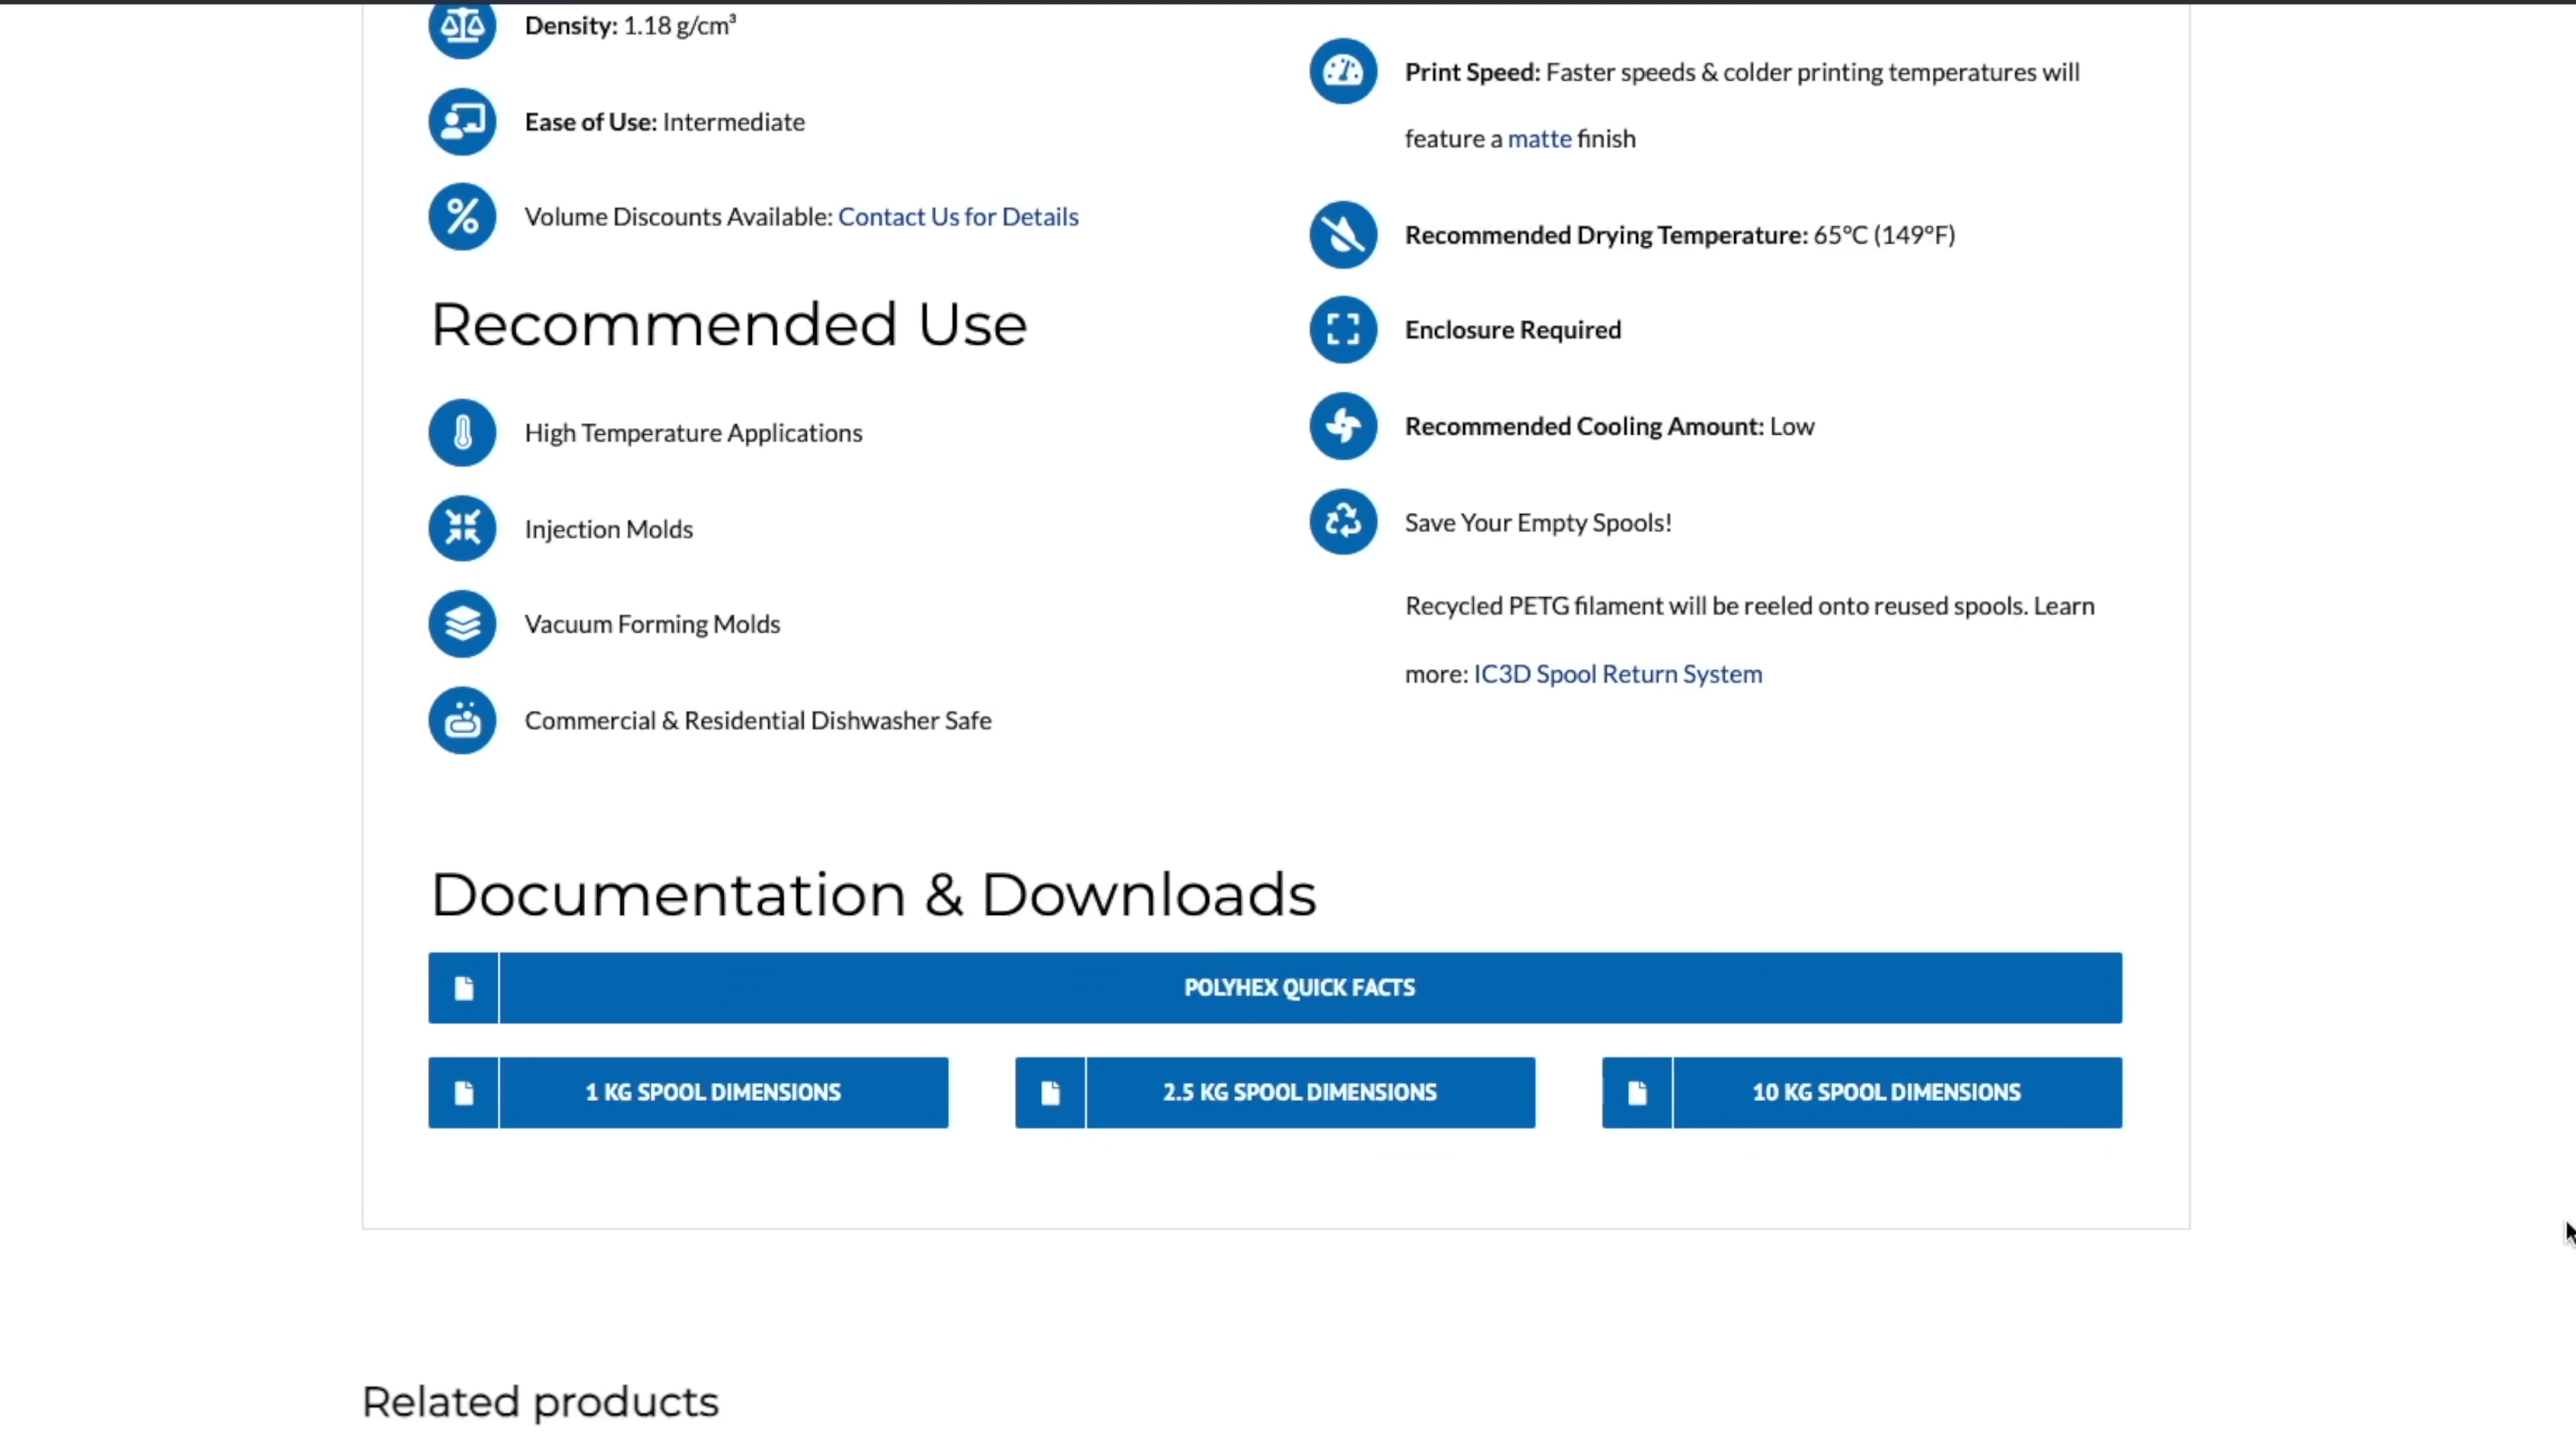 Density: 1.18 g/cm³
Ease of Use: Intermediate
Volume Discounts Available: Contact Us for Details
Recommended Use
High Temperature Applications
Injection Molds
Vacuum Forming Molds
Commercial & Residential Dishwasher Safe
Print Speed: Faster speeds & colder printing temperatures will
feature a matte finish
Recommended Drying Temperature: 65°C (149°F)
Enclosure Required
Recommended Cooling Amount: Low
Save Your Empty Spools!
Recycled PETG filament will be reeled onto reused spools. Learn
more: IC3D Spool Return System
Documentation & Downloads
POLYHEX QUICK FACTS
1 KG SPOOL DIMENSIONS
2.5 KG SPOOL DIMENSIONS
10 KG SPOOL DIMENSIONS
Related products